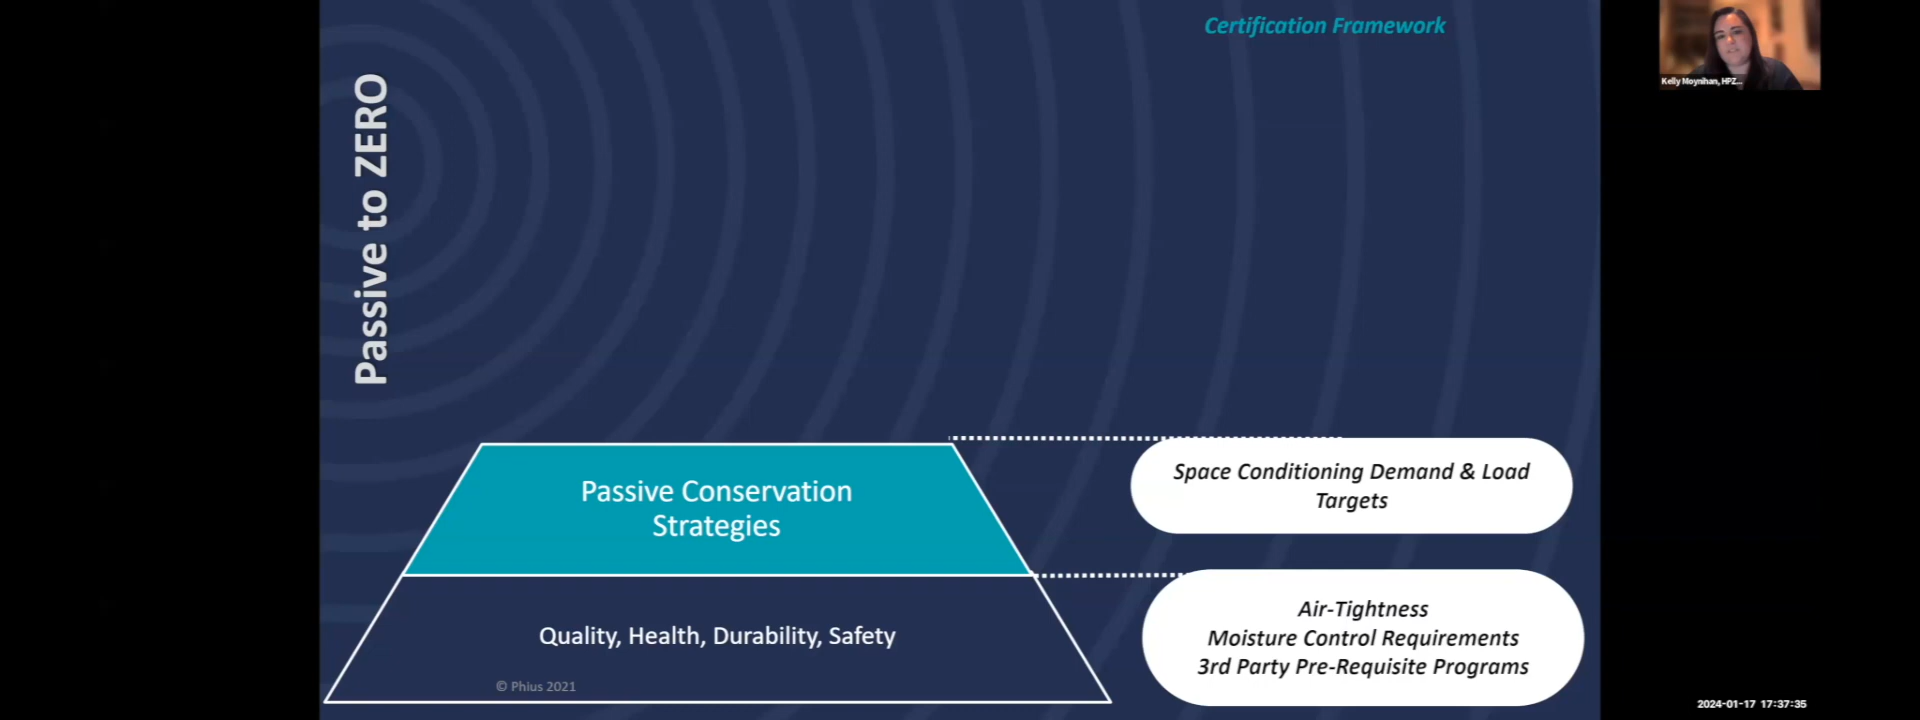 Certification Framework
Kelly Moynihan, HPZ...
Passive to ZERO
Passive Conservation
Strategies
Space Conditioning Demand & Load
Targets
Quality, Health, Durability, Safety
Air-Tightness
Moisture Control Requirements
3rd Party Pre-Requisite Programs
© Phius 2021
2024-01-17 17:37:35